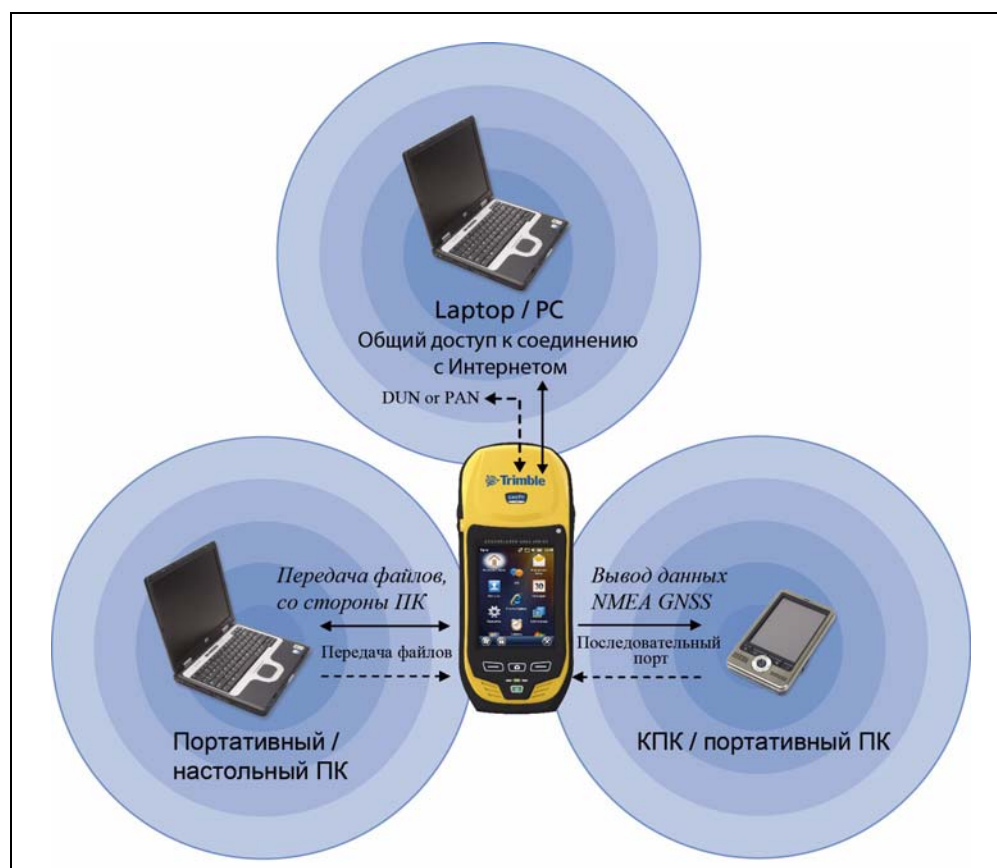 Laptop / PC
Общий доступ к соединению
с Интернетом
DUN or PAN
Trimble
Передача файлов,
со стороны ПК
Передача файлов
Вывод данных
NMEA GNSS
Последовательный
порт
Портативный /
настольный ПК
КПК / портативный ПК